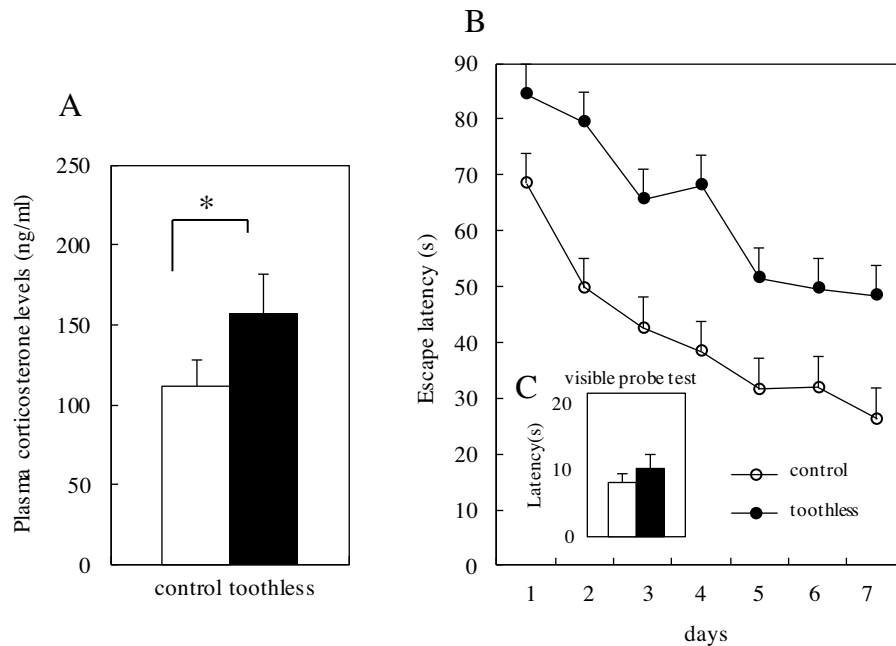 A
Plasma corticosterone levels (ng/ml)
250
200
150
100
50
0
*
control toothless
B
Escape latency (s)
90
80
70
60
50
40
30
20
10
0
1 2 3 4 5 6 7
days
C
visible probe test
Latency(s)
20
10
0
control
toothless